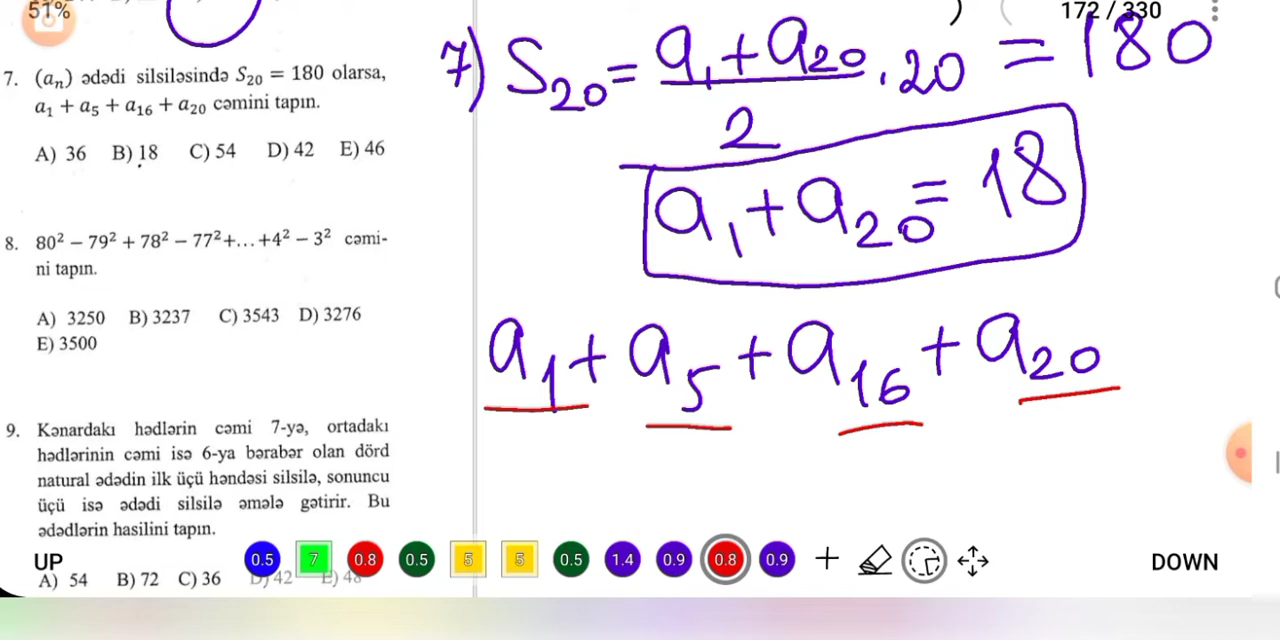 51%
172 / 330
7. (aₙ) ədədi silsiləsində S₂₀ = 180 olarsa,
a₁ + a₅ + a₁₆ + a₂₀ cəmini tapın.
A) 36 B) 18 C) 54 D) 42 E) 46
8. 80² − 79² + 78² − 77²+…+4² − 3² cəmi-
ni tapın.
A) 3250 B) 3237 C) 3543 D) 3276
E) 3500
9. Kənardakı hədlərin cəmi 7-yə, ortadakı
hədlərinin cəmi isə 6-ya bərabər olan dörd
natural ədədin ilk üçü həndəsi silsilə, sonuncu
üçü isə ədədi silsilə əmələ gətirir. Bu
ədədlərin hasilini tapın.
A) 54 B) 72 C) 36 D) 42 E) 48
7) S₂₀ = (a₁ + a₂₀)/2 · 20 = 180
a₁ + a₂₀ = 18
a₁ + a₅ + a₁₆ + a₂₀
UP
0.5 7 0.8 0.5 5 5 0.5 1.4 0.9 0.8 0.9
DOWN